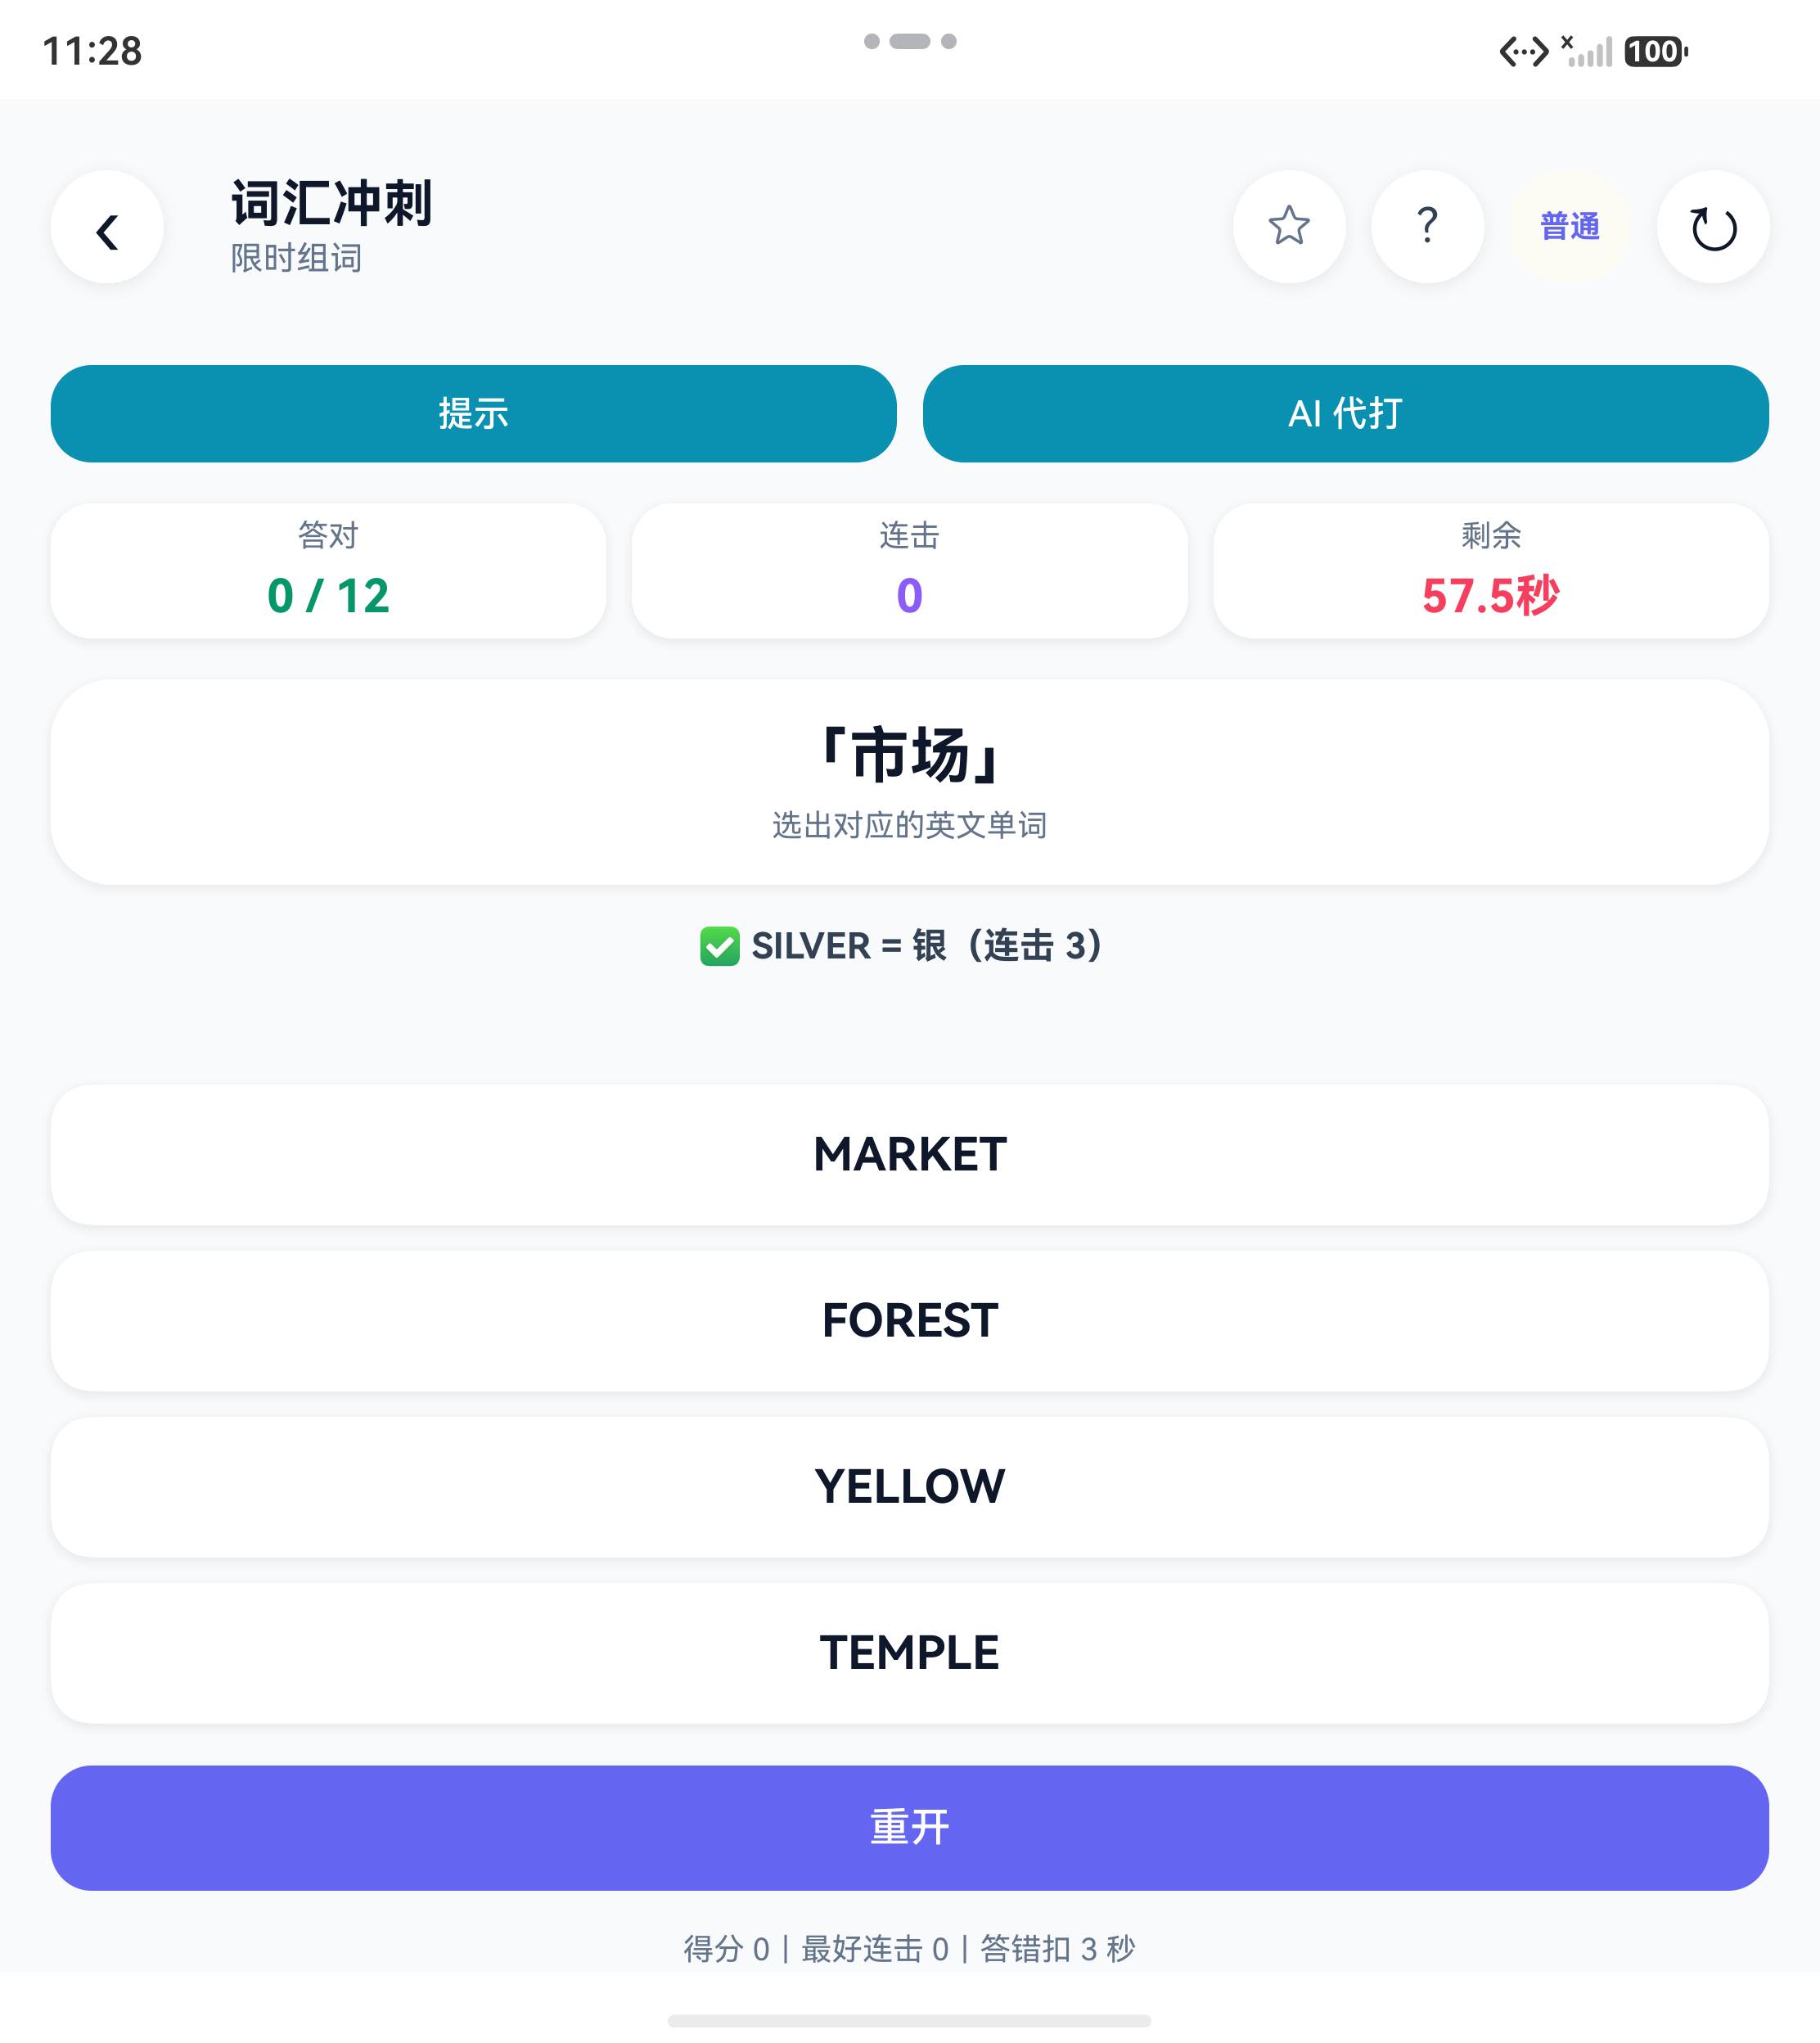 11:28
100
词汇冲刺
限时组词
?
普通
提示
AI 代打
答对
0 / 12
连击
0
剩余
57.5秒
「市场」
选出对应的英文单词
✅ SILVER = 银（连击 3）
MARKET
FOREST
YELLOW
TEMPLE
重开
得分 0 | 最好连击 0 | 答错扣 3 秒